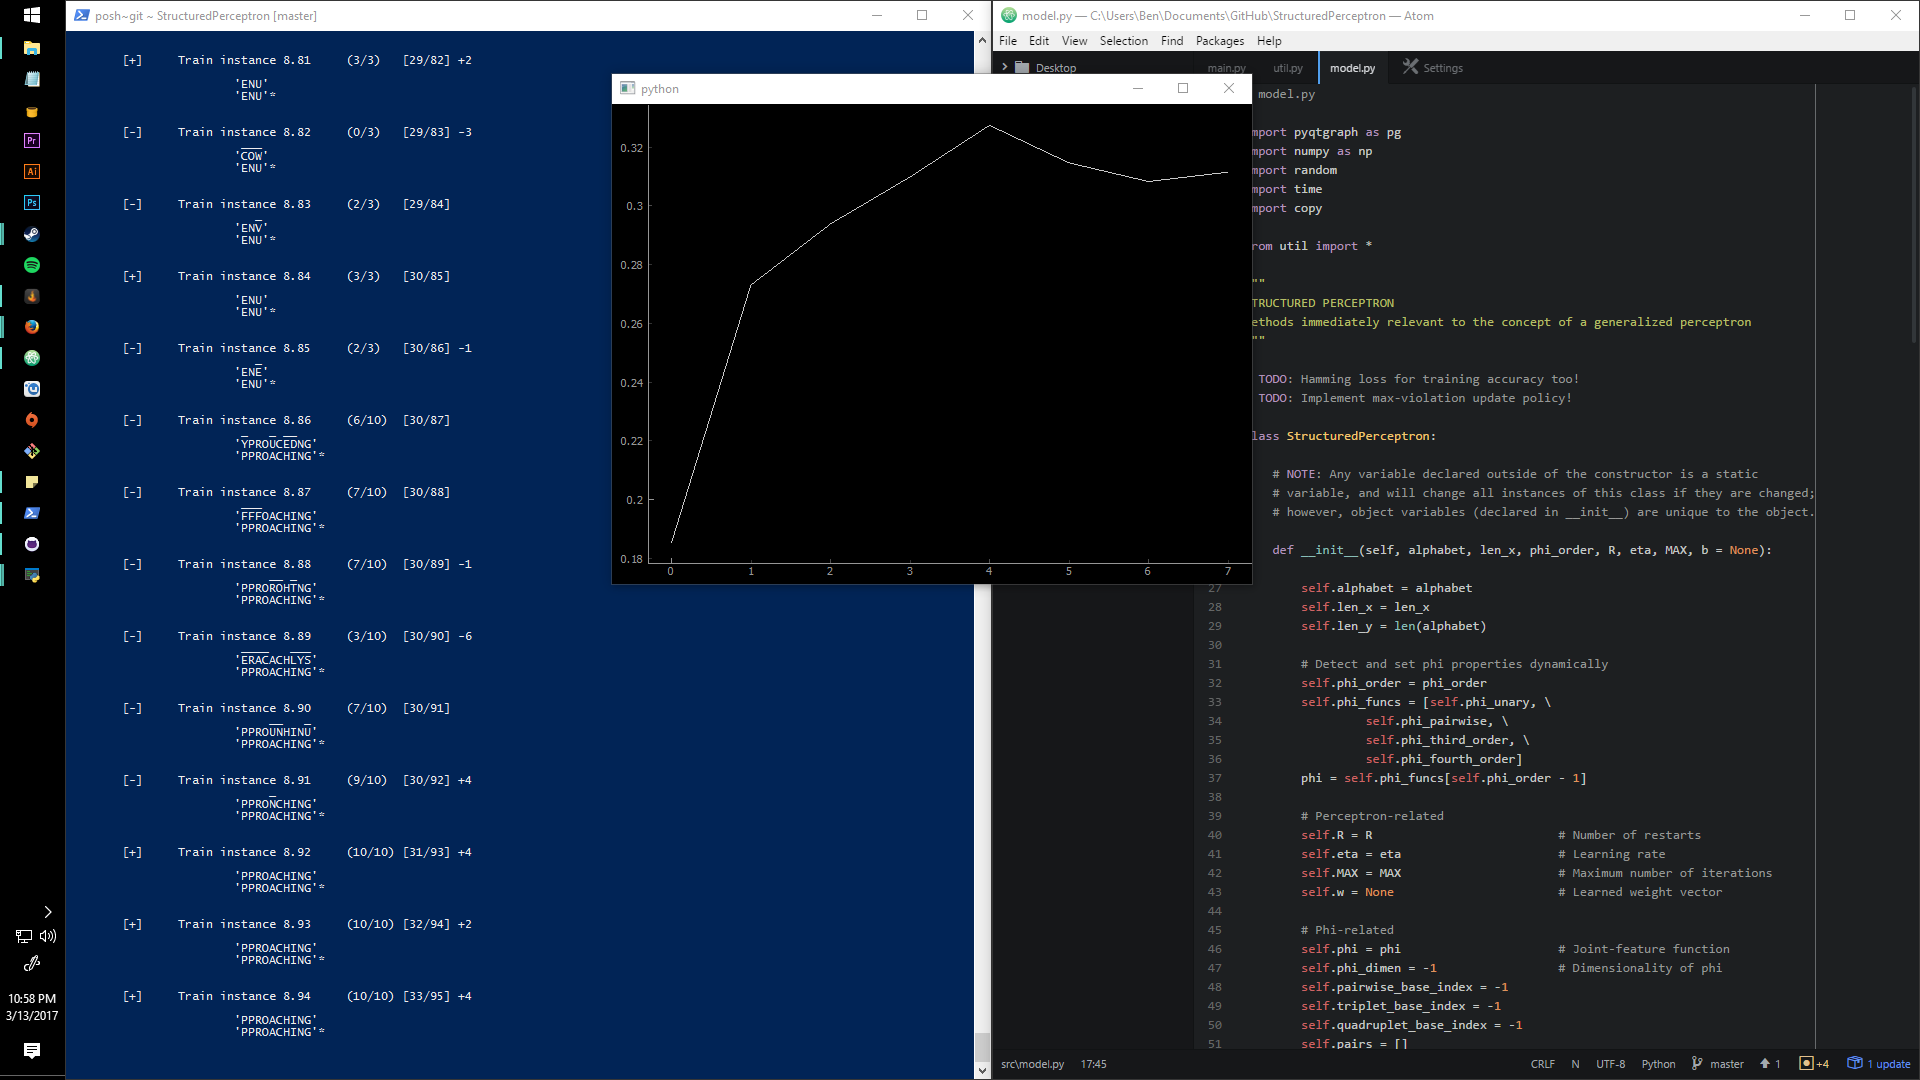 posh~git ~ StructuredPerceptron [master]
[+] Train instance 8.81 (3/3) [29/82] +2
'ENU'
'ENU'*
[-] Train instance 8.82 (0/3) [29/83] -3
'COW'
'ENU'*
[-] Train instance 8.83 (2/3) [29/84]
'ENV'
'ENU'*
[+] Train instance 8.84 (3/3) [30/85]
'ENU'
'ENU'*
[-] Train instance 8.85 (2/3) [30/86] -1
'ENE'
'ENU'*
[-] Train instance 8.86 (6/10) [30/87]
'YPROUCEDNG'
'PPROACHING'*
[-] Train instance 8.87 (7/10) [30/88]
'FFFOACHING'
'PPROACHING'*
[-] Train instance 8.88 (7/10) [30/89] -1
'PPROROHTNG'
'PPROACHING'*
[-] Train instance 8.89 (3/10) [30/90] -6
'ERACACHLYS'
'PPROACHING'*
[-] Train instance 8.90 (7/10) [30/91]
'PPROUNHINU'
'PPROACHING'*
[-] Train instance 8.91 (9/10) [30/92] +4
'PPRONCHING'
'PPROACHING'*
[+] Train instance 8.92 (10/10) [31/93] +4
'PPROACHING'
'PPROACHING'*
[+] Train instance 8.93 (10/10) [32/94] +2
'PPROACHING'
'PPROACHING'*
[+] Train instance 8.94 (10/10) [33/95] +4
'PPROACHING'
'PPROACHING'*
Pr
Ai
Ps
10:58 PM
3/13/2017
python
0.32
0.3
0.28
0.26
0.24
0.22
0.2
0.18
0 1 2 3 4 5 6 7
model.py — C:\Users\Ben\Documents\GitHub\StructuredPerceptron — Atom
File Edit View Selection Find Packages Help
Desktop
main.py util.py model.py Settings
model.py
mport pyqtgraph as pg
mport numpy as np
mport random
mport time
mport copy
rom util import *
""
TRUCTURED PERCEPTRON
ethods immediately relevant to the concept of a generalized perceptron
""
TODO: Hamming loss for training accuracy too!
TODO: Implement max-violation update policy!
lass StructuredPerceptron:
# NOTE: Any variable declared outside of the constructor is a static
# variable, and will change all instances of this class if they are changed;
# however, object variables (declared in __init__) are unique to the object.
def __init__(self, alphabet, len_x, phi_order, R, eta, MAX, b = None):
27 self.alphabet = alphabet
28 self.len_x = len_x
29 self.len_y = len(alphabet)
30
31 # Detect and set phi properties dynamically
32 self.phi_order = phi_order
33 self.phi_funcs = [self.phi_unary, \
34 self.phi_pairwise, \
35 self.phi_third_order, \
36 self.phi_fourth_order]
37 phi = self.phi_funcs[self.phi_order - 1]
38
39 # Perceptron-related
40 self.R = R # Number of restarts
41 self.eta = eta # Learning rate
42 self.MAX = MAX # Maximum number of iterations
43 self.w = None # Learned weight vector
44
45 # Phi-related
46 self.phi = phi # Joint-feature function
47 self.phi_dimen = -1 # Dimensionality of phi
48 self.pairwise_base_index = -1
49 self.triplet_base_index = -1
50 self.quadruplet_base_index = -1
51 self.pairs = []
src\model.py 17:45 CRLF N UTF-8 Python master 1 +4 1 update